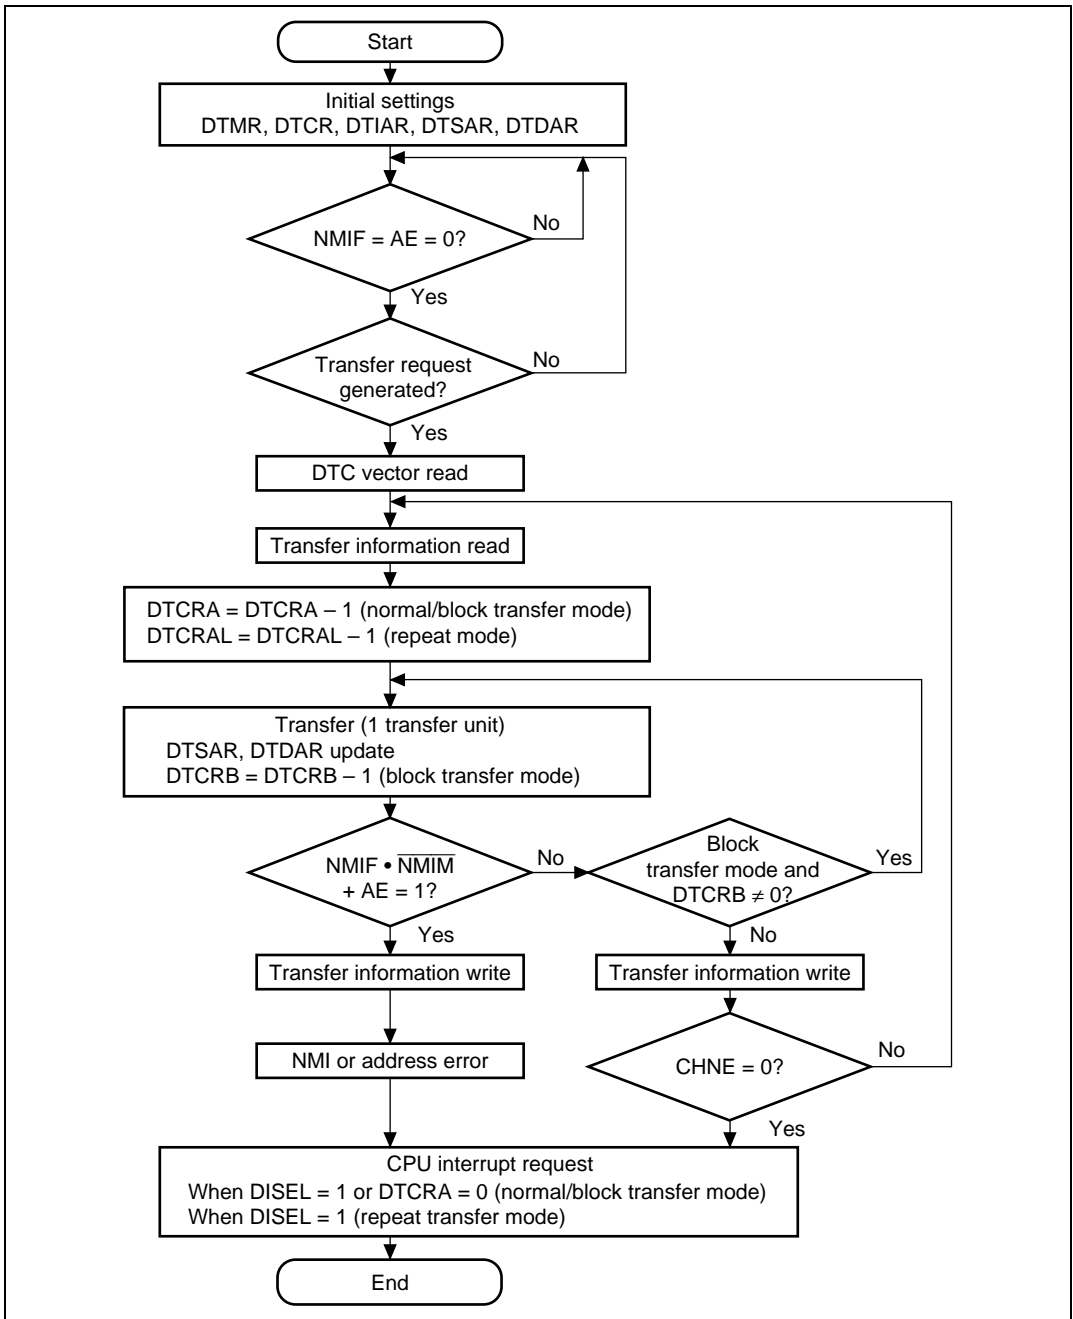 Start
Initial settings
DTMR, DTCR, DTIAR, DTSAR, DTDAR
NMIF = AE = 0?
No
Yes
Transfer request
generated?
No
Yes
DTC vector read
Transfer information read
DTCRA = DTCRA – 1 (normal/block transfer mode)
DTCRAL = DTCRAL – 1 (repeat mode)
Transfer (1 transfer unit)
DTSAR, DTDAR update
DTCRB = DTCRB – 1 (block transfer mode)
NMIF • N̅M̅I̅M̅
+ AE = 1?
No
Yes
Block
transfer mode and
DTCRB ≠ 0?
Yes
No
Transfer information write
Transfer information write
NMI or address error
CHNE = 0?
No
Yes
CPU interrupt request
When DISEL = 1 or DTCRA = 0 (normal/block transfer mode)
When DISEL = 1 (repeat transfer mode)
End